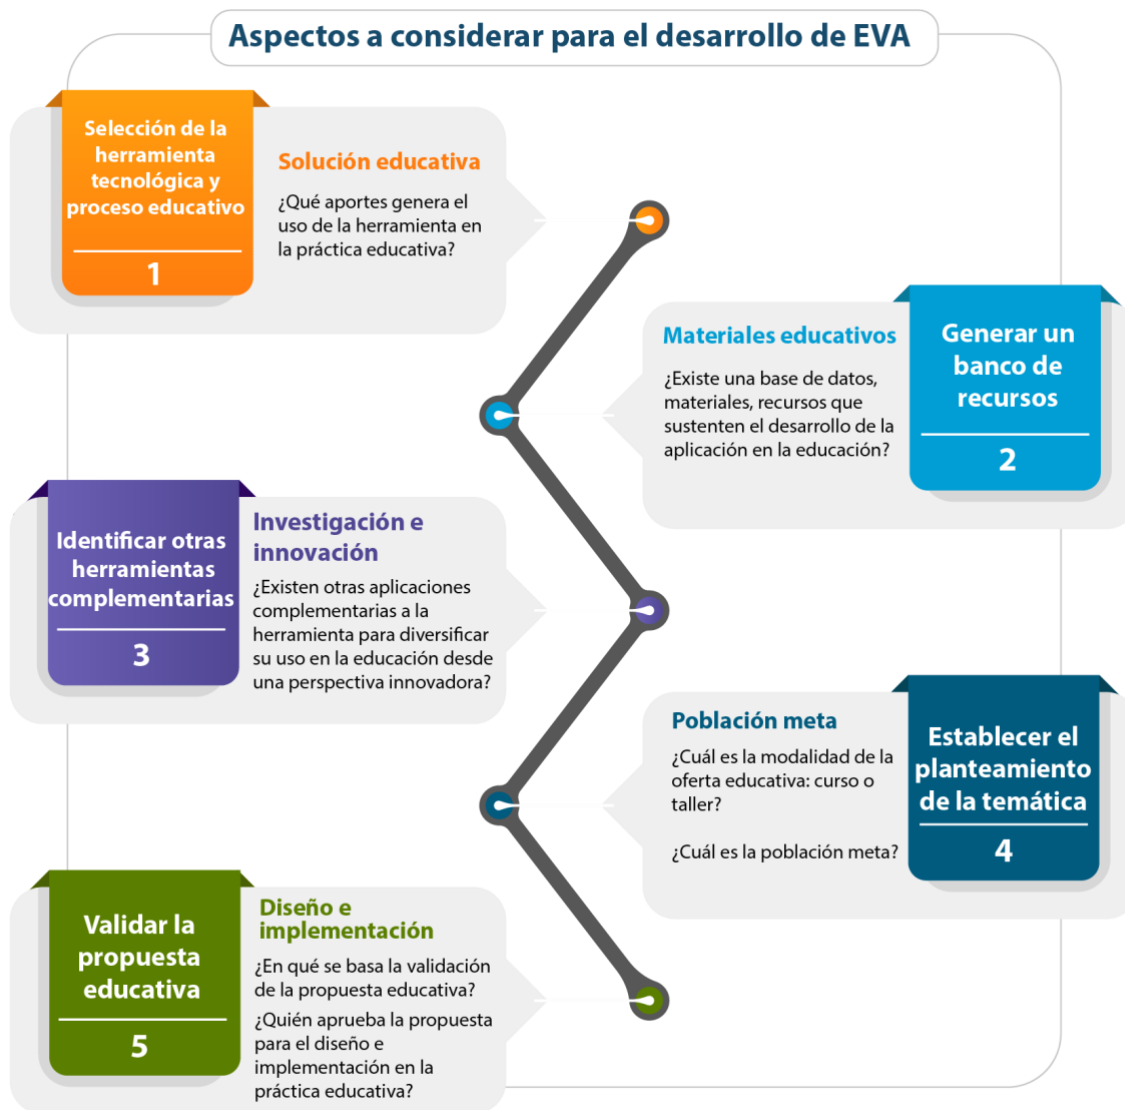 Aspectos a considerar para el desarrollo de EVA
Selección de la
herramienta
tecnológica y
proceso educativo
1
Solución educativa
¿Qué aportes genera el
uso de la herramienta en
la práctica educativa?
Materiales educativos
¿Existe una base de datos,
materiales, recursos que
sustenten el desarrollo de la
aplicación en la educación?
Generar un
banco de
recursos
2
Identificar otras
herramientas
complementarias
3
Investigación e
innovación
¿Existen otras aplicaciones
complementarias a la
herramienta para diversificar
su uso en la educación desde
una perspectiva innovadora?
Población meta
¿Cuál es la modalidad de la
oferta educativa: curso o
taller?
¿Cuál es la población meta?
Establecer el
planteamiento
de la temática
4
Validar la
propuesta
educativa
5
Diseño e
implementación
¿En qué se basa la validación
de la propuesta educativa?
¿Quién aprueba la propuesta
para el diseño e
implementación en la
práctica educativa?